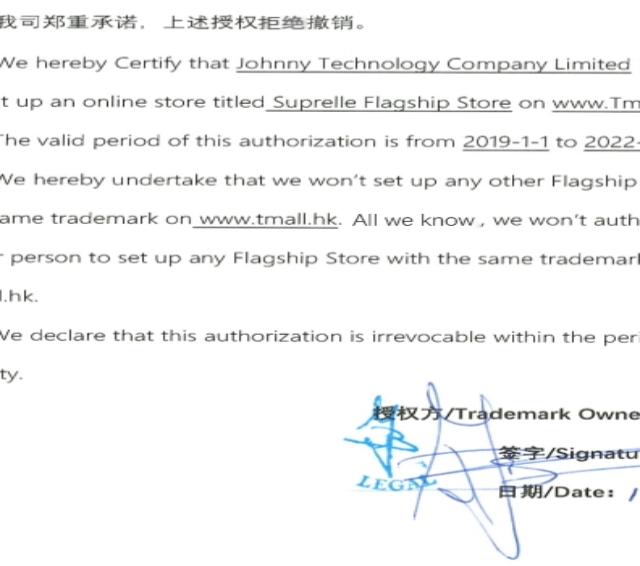 我司郑重承诺，上述授权拒绝撤销。
We hereby Certify that Johnny Technology Company Limited
t up an online store titled Suprelle Flagship Store on www.Tm
The valid period of this authorization is from 2019-1-1 to 2022-
We hereby undertake that we won't set up any other Flagship
ame trademark on www.tmall.hk. All we know, we won't auth
r person to set up any Flagship Store with the same trademark
l.hk.
We declare that this authorization is irrevocable within the peri
ty.
授权方/Trademark Owne
签字/Signatu
LEGAL
日期/Date: